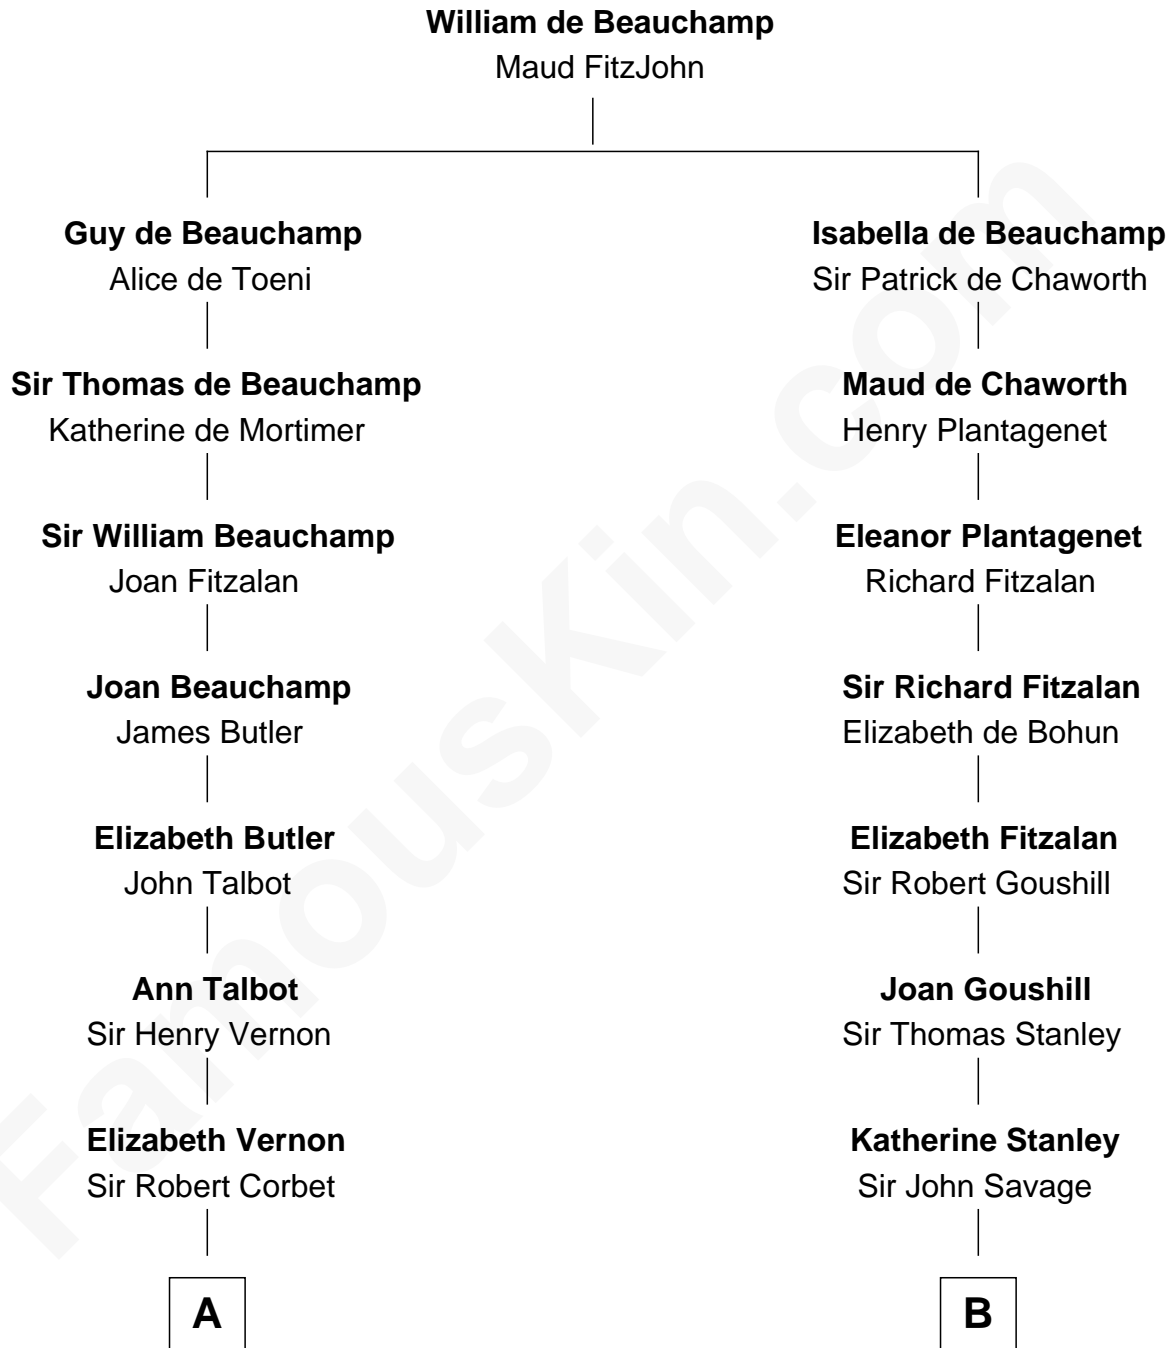 William de Beauchamp
Maud FitzJohn
Guy de Beauchamp
Alice de Toeni
Isabella de Beauchamp
Sir Patrick de Chaworth
Sir Thomas de Beauchamp
Katherine de Mortimer
Maud de Chaworth
Henry Plantagenet
Sir William Beauchamp
Joan Fitzalan
Eleanor Plantagenet
Richard Fitzalan
Joan Beauchamp
James Butler
Sir Richard Fitzalan
Elizabeth de Bohun
Elizabeth Butler
John Talbot
Elizabeth Fitzalan
Sir Robert Goushill
Ann Talbot
Sir Henry Vernon
Joan Goushill
Sir Thomas Stanley
Elizabeth Vernon
Sir Robert Corbet
Katherine Stanley
Sir John Savage
A
B
FamousKin.com